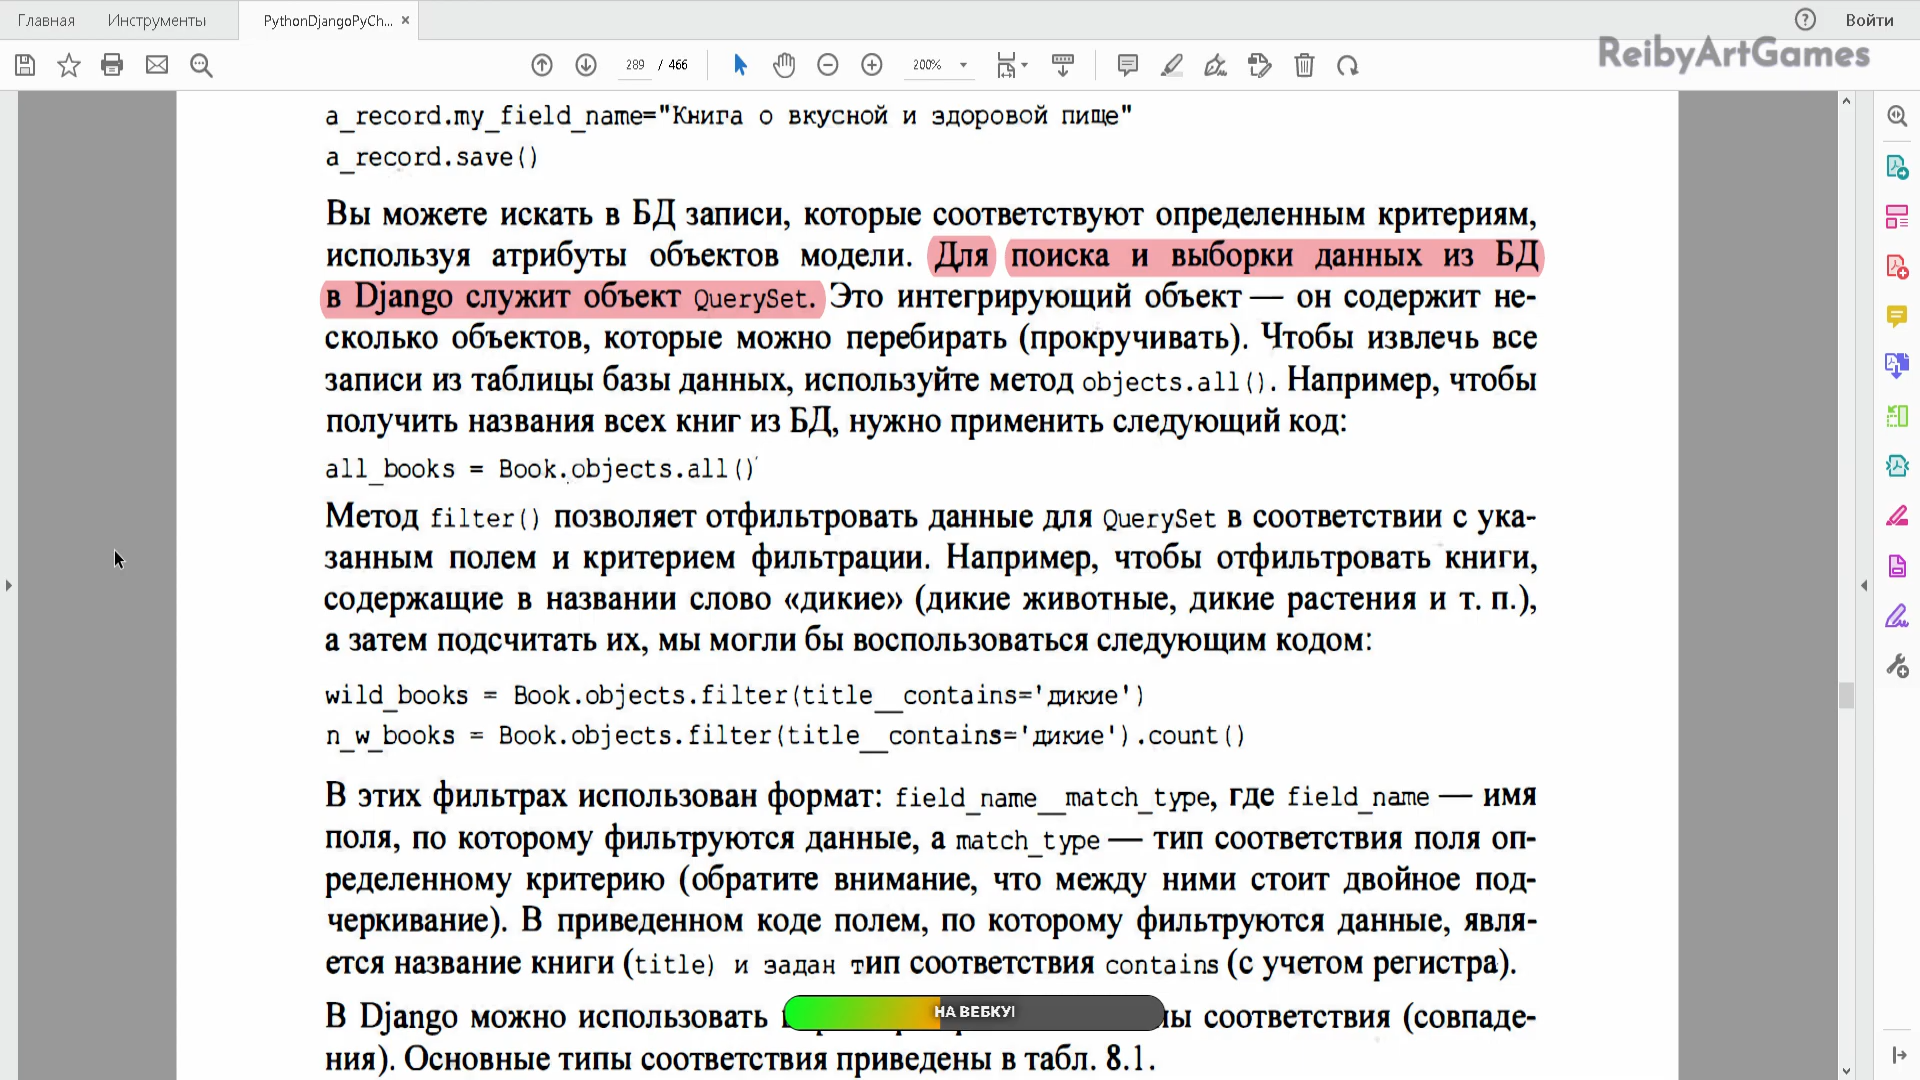 Главная Инструменты PythonDjangoPyCh... × Войти
ReibyArtGames
289 / 466 200%
a_record.my_field_name="Книга о вкусной и здоровой пище"
a_record.save()
Вы можете искать в БД записи, которые соответствуют определенным критериям,
используя атрибуты объектов модели. Для поиска и выборки данных из БД
в Django служит объект QuerySet. Это интегрирующий объект — он содержит не-
сколько объектов, которые можно перебирать (прокручивать). Чтобы извлечь все
записи из таблицы базы данных, используйте метод objects.all(). Например, чтобы
получить названия всех книг из БД, нужно применить следующий код:
all_books = Book.objects.all()
Метод filter() позволяет отфильтровать данные для QuerySet в соответствии с ука-
занным полем и критерием фильтрации. Например, чтобы отфильтровать книги,
содержащие в названии слово «дикие» (дикие животные, дикие растения и т. п.),
а затем подсчитать их, мы могли бы воспользоваться следующим кодом:
wild_books = Book.objects.filter(title__contains='дикие')
n_w_books = Book.objects.filter(title__contains='дикие').count()
В этих фильтрах использован формат: field_name__match_type, где field_name — имя
поля, по которому фильтруются данные, а match_type — тип соответствия поля оп-
ределенному критерию (обратите внимание, что между ними стоит двойное под-
черкивание). В приведенном коде полем, по которому фильтруются данные, явля-
ется название книги (title) и задан тип соответствия contains (с учетом регистра).
В Django можно использовать соответствия (совпаде-
НА ВЕБКУ!
ния). Основные типы соответствия приведены в табл. 8.1.